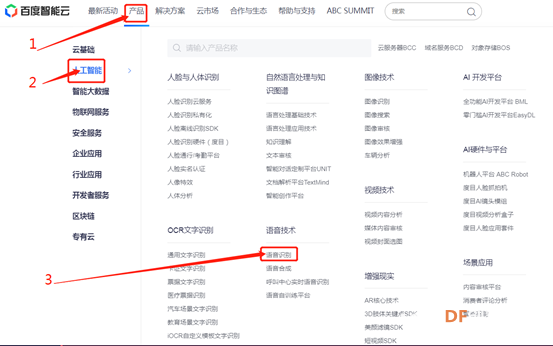 百度智能云
最新活动
产品
解决方案
云市场
合作与生态
帮助与支持
ABC SUMMIT
搜索
1
2
3
云基础
人工智能
智能大数据
物联网服务
安全服务
企业应用
行业应用
开发者服务
区块链
专有云
请输入产品名称
云服务器BCC
域名服务BCD
对象存储BOS
人脸与人体识别
人脸识别云服务
人脸识别私有化
人脸离线识别SDK
人脸识别硬件（度目）
人脸通行/考勤平台
人脸实名认证
人像特效
人体分析
自然语言处理与知
识图谱
语言处理基础技术
语言处理应用技术
知识理解
文本审核
智能对话定制平台UNIT
文档解析平台TextMind
智能创作平台
图像技术
图像识别
图像搜索
图像审核
图像效果增强
车辆分析
AI 开发平台
全功能AI开发平台 BML
零门槛AI开发平台EasyDL
AI硬件与平台
机器人平台 ABC Robot
度目人脸抓拍机
度目AI镜头模组
度目视频分析盒子
度目人脸应用套件
视频技术
视频内容分析
媒体内容审核
视频封面选图
OCR文字识别
通用文字识别
卡证文字识别
票据文字识别
医疗票据识别
汽车场景文字识别
教育场景文字识别
iOCR自定义模板文字识别
语音技术
语音识别
语音合成
呼叫中心实时语音识别
语音自训练平台
增强现实
AR核心技术
3D肢体关键点SDK
美颜滤镜SDK
短视频SDK
场景应用
内容审核平台
消费者评论分析
DF